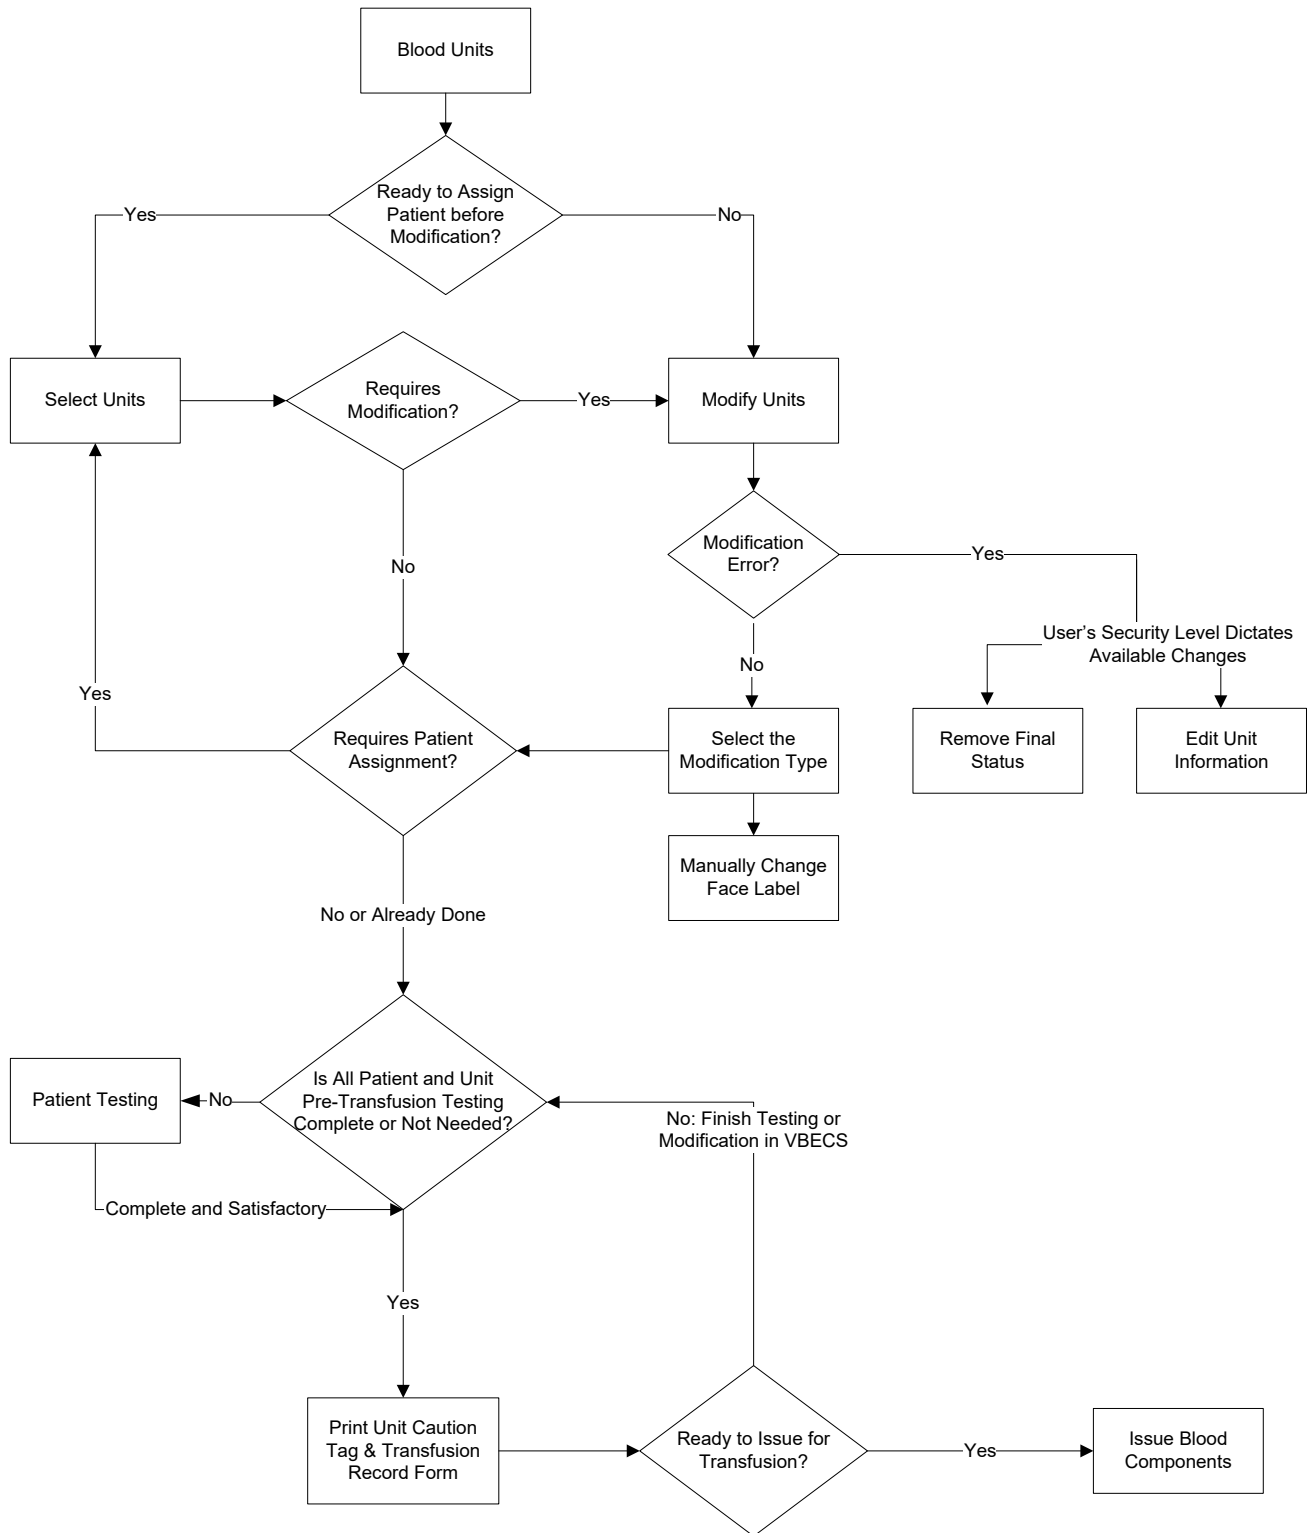 Blood Units
Ready to Assign
Patient before
Modification?
Yes
No
Select Units
Requires
Modification?
Yes
Modify Units
No
Modification
Error?
Yes
User's Security Level Dictates
Available Changes
No
Yes
Requires Patient
Assignment?
Select the
Modification Type
Remove Final
Status
Edit Unit
Information
Manually Change
Face Label
No or Already Done
Patient Testing
No
Is All Patient and Unit
Pre-Transfusion Testing
Complete or Not Needed?
No: Finish Testing or
Modification in VBECS
Complete and Satisfactory
Yes
Print Unit Caution
Tag & Transfusion
Record Form
Ready to Issue for
Transfusion?
Yes
Issue Blood
Components